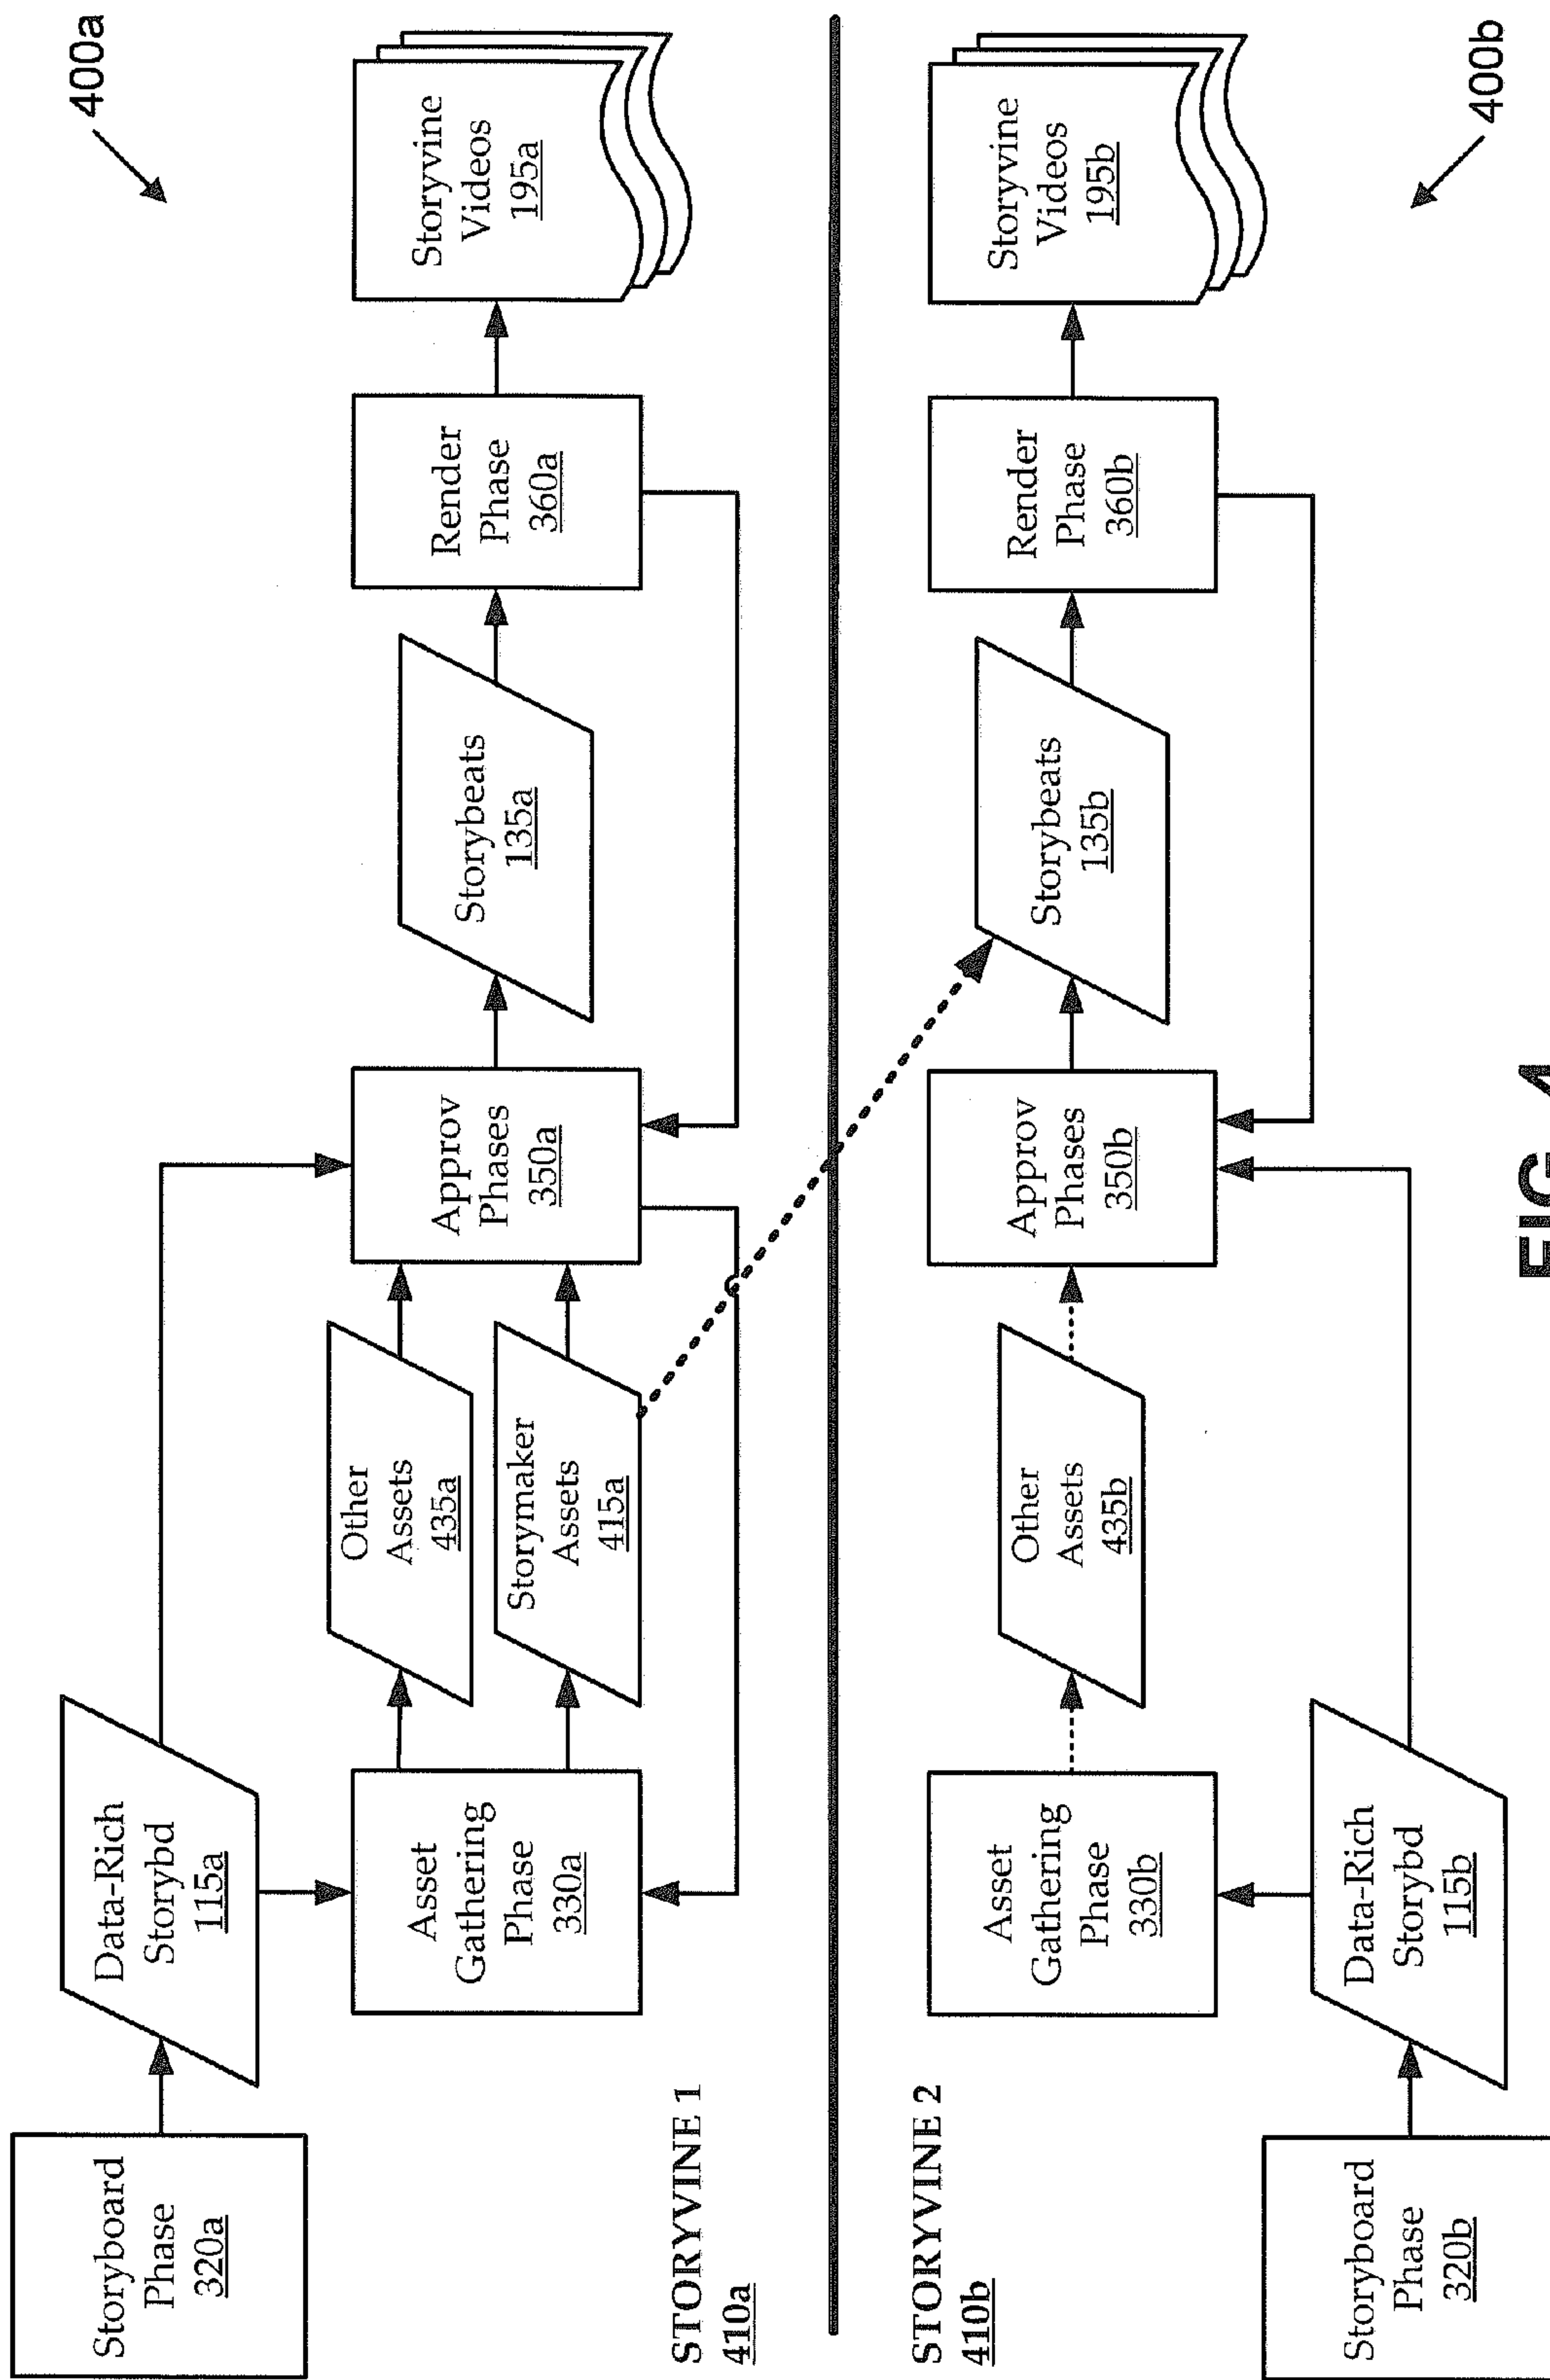 400a
Storyboard
Phase
320a
Data-Rich
Storybd
115a
Asset
Gathering
Phase
330a
Other
Assets
435a
Storymaker
Assets
415a
Approv
Phases
350a
Storybeats
135a
Render
Phase
360a
Storyvine
Videos
195a
STORYVINE 1
410a
STORYVINE 2
410b
Asset
Gathering
Phase
330b
Other
Assets
435b
Approv
Phases
350b
Storybeats
135b
Render
Phase
360b
Storyvine
Videos
195b
Storyboard
Phase
320b
Data-Rich
Storybd
115b
400b
FIG. 4